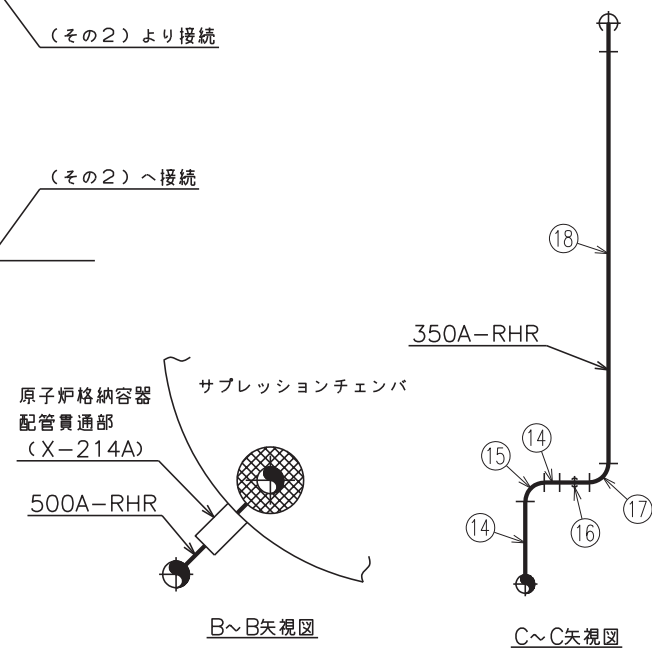 （その２）より接続
（その２）へ接続
18
350A-RHR
サプレッションチェンバ
原子炉格納容器
配管貫通部
（X-214A）
500A-RHR
14
15
17
16
14
B～B矢視図
C～C矢視図